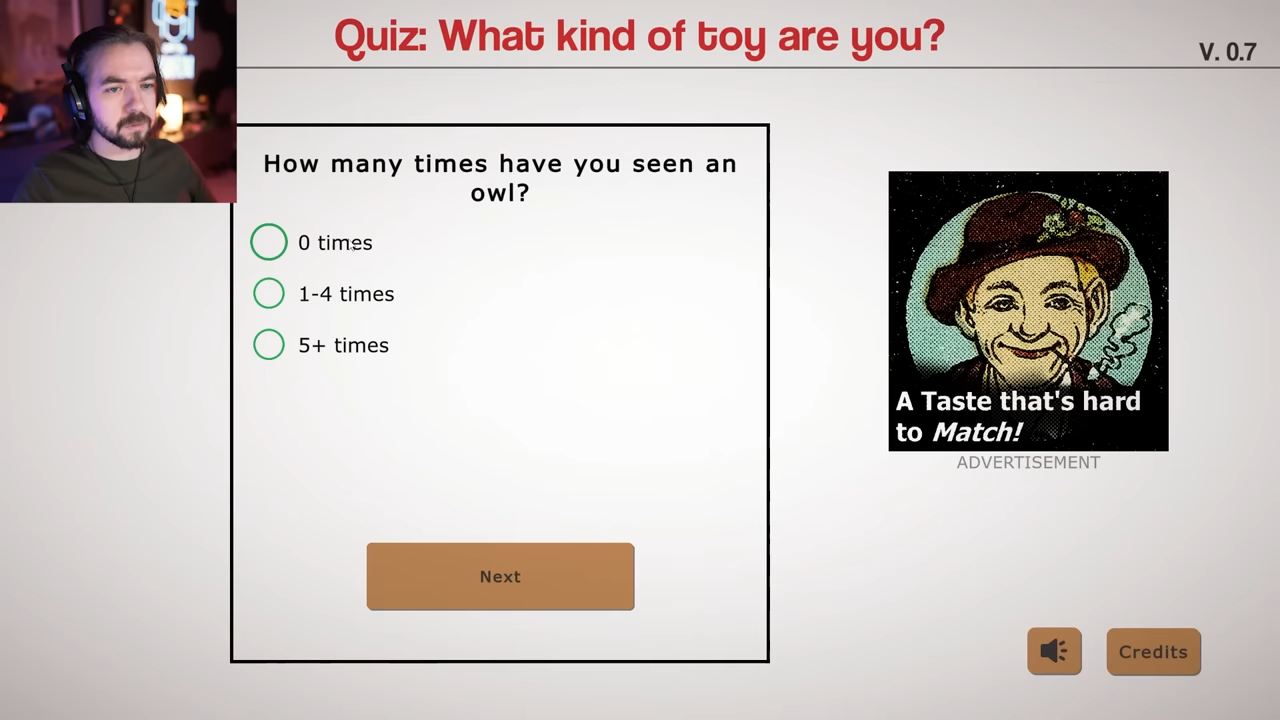 Quiz: What kind of toy are you?
V. 0.7
How many times have you seen an
owl?
0 times
1-4 times
5+ times
Next
A Taste that's hard
to Match!
ADVERTISEMENT
Credits